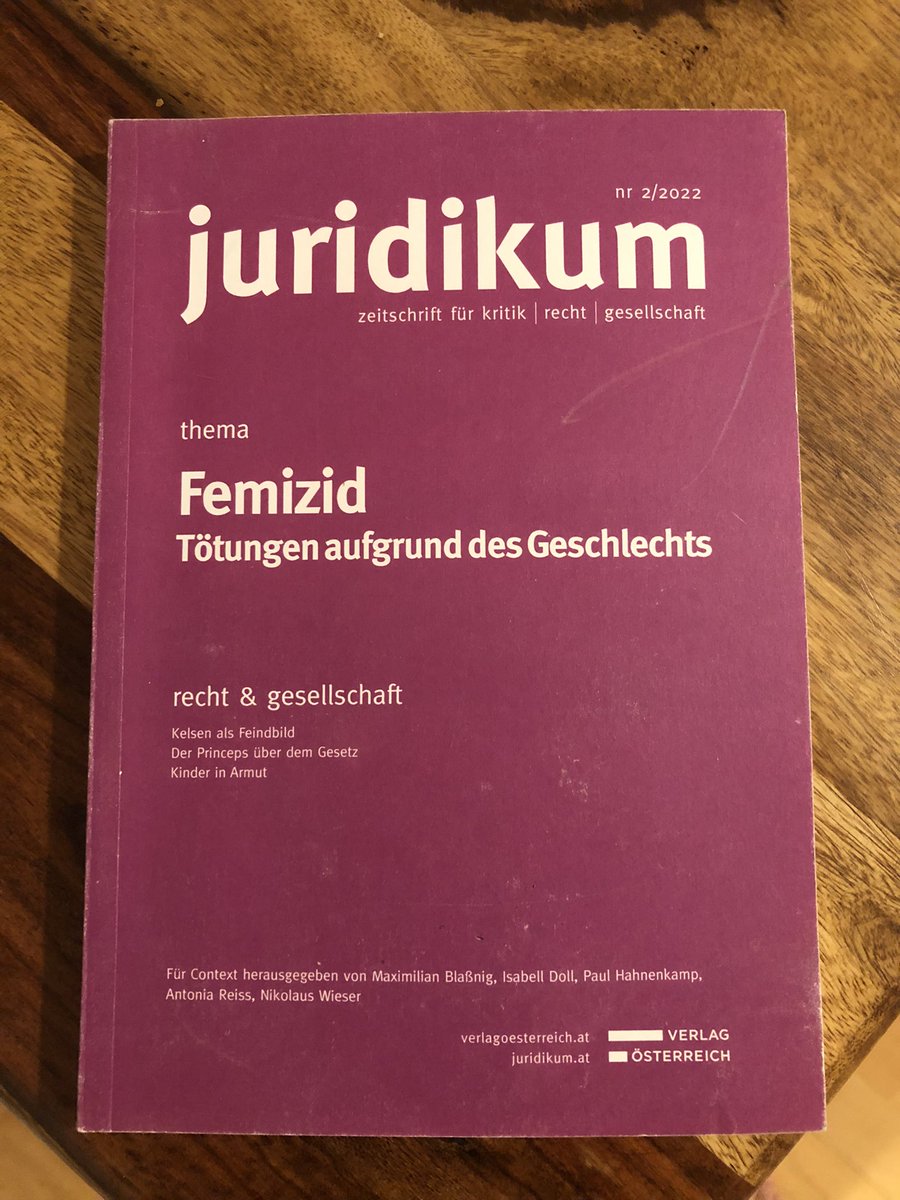 nr 2/2022
juridikum
zeitschrift für kritik | recht | gesellschaft
thema
Femizid
Tötungen aufgrund des Geschlechts
recht & gesellschaft
Kelsen als Feindbild
Der Princeps über dem Gesetz
Kinder in Armut
Für Context herausgegeben von Maximilian Blaßnig, Isabell Doll, Paul Hahnenkamp,
Antonia Reiss, Nikolaus Wieser
verlagoesterreich.at
juridikum.at
VERLAG
ÖSTERREICH